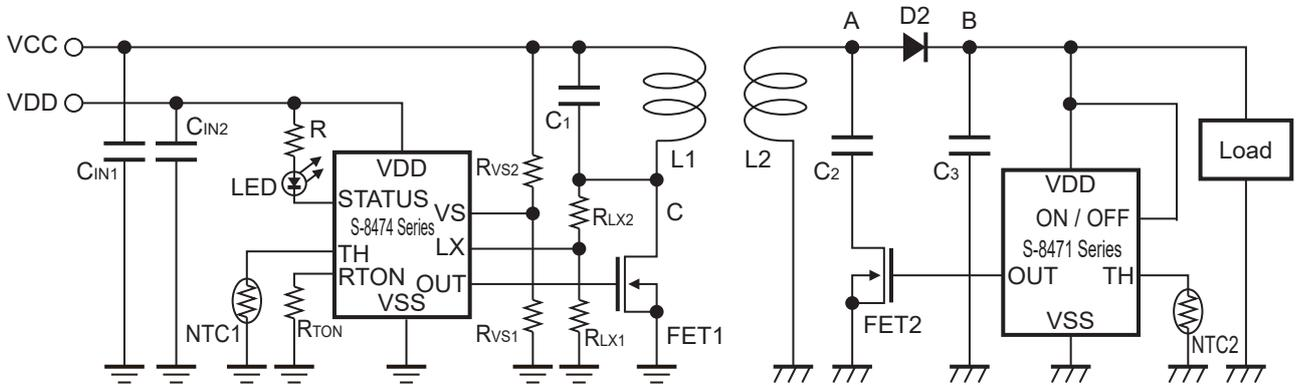 VCC
VDD
CIN1
CIN2
R
LED
VDD
STATUS
S-8474 Series
VS
LX
TH
RTON
OUT
VSS
NTC1
RTON
RVS2
RVS1
C1
RLX2
RLX1
L1
C
FET1
L2
A
D2
B
C2
C3
FET2
VDD
ON / OFF
S-8471 Series
OUT
TH
VSS
NTC2
Load